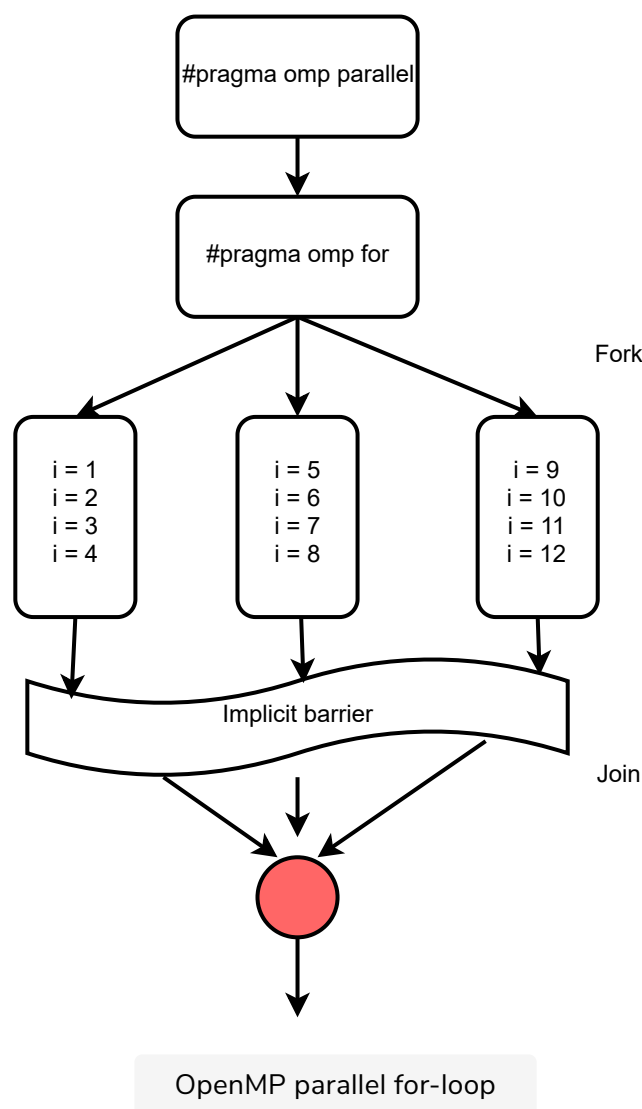 #pragma omp parallel
#pragma omp for
Fork
i = 1
i = 2
i = 3
i = 4
i = 5
i = 6
i = 7
i = 8
i = 9
i = 10
i = 11
i = 12
Implicit barrier
Join
OpenMP parallel for-loop